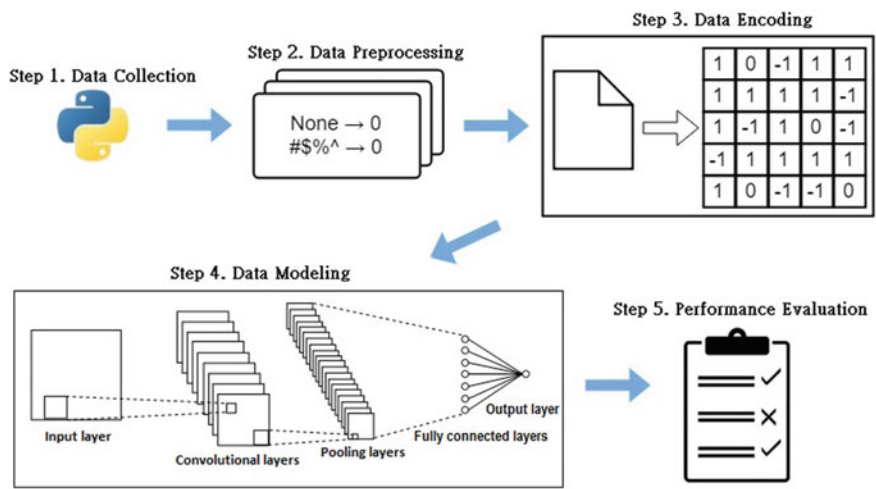 Step 1. Data Collection
Step 2. Data Preprocessing
None → 0
#$%^ → 0
Step 3. Data Encoding
1 0 -1 1 1
1 1 1 1 -1
1 -1 1 0 -1
-1 1 1 1 1
1 0 -1 -1 0
Step 4. Data Modeling
Input layer
Convolutional layers
Pooling layers
Fully connected layers
Output layer
Step 5. Performance Evaluation